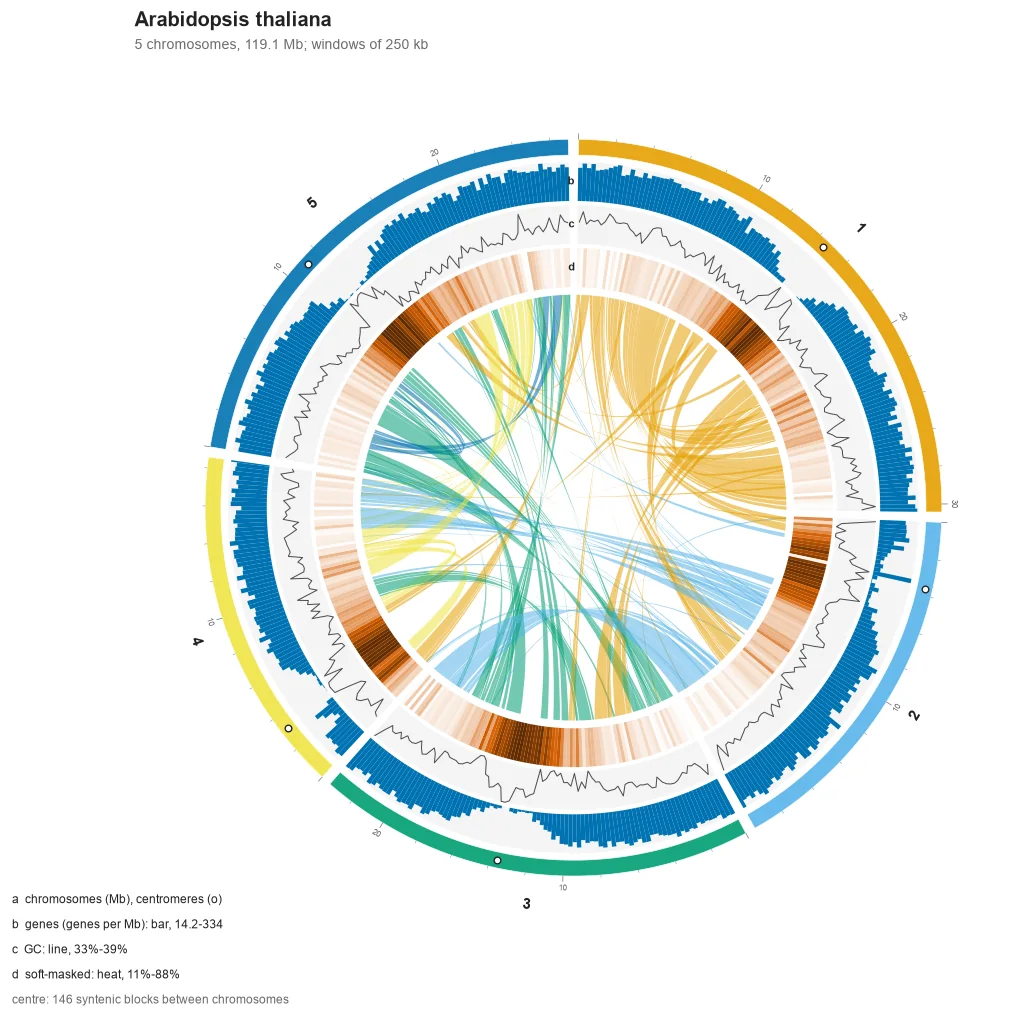 Arabidopsis thaliana
5 chromosomes, 119.1 Mb; windows of 250 kb
20
b
10
5
c
1
d
10
20
30
4
10
10
2
20
10
3
a chromosomes (Mb), centromeres (o)
b genes (genes per Mb): bar, 14.2-334
c GC: line, 33%-39%
d soft-masked: heat, 11%-88%
centre: 146 syntenic blocks between chromosomes